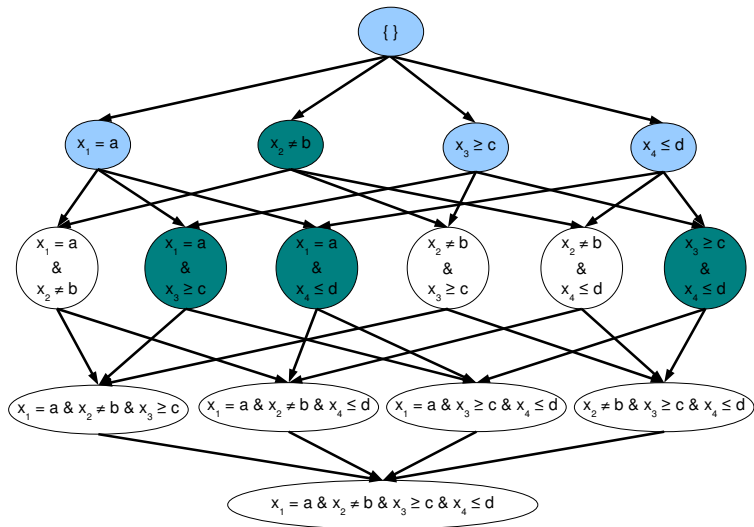 { }
x₁ = a
x₂ ≠ b
x₃ ≥ c
x₄ ≤ d
x₁ = a
&
x₂ ≠ b
x₁ = a
&
x₃ ≥ c
x₁ = a
&
x₄ ≤ d
x₂ ≠ b
&
x₃ ≥ c
x₂ ≠ b
&
x₄ ≤ d
x₃ ≥ c
&
x₄ ≤ d
x₁ = a & x₂ ≠ b & x₃ ≥ c
x₁ = a & x₂ ≠ b & x₄ ≤ d
x₁ = a & x₃ ≥ c & x₄ ≤ d
x₂ ≠ b & x₃ ≥ c & x₄ ≤ d
x₁ = a & x₂ ≠ b & x₃ ≥ c & x₄ ≤ d